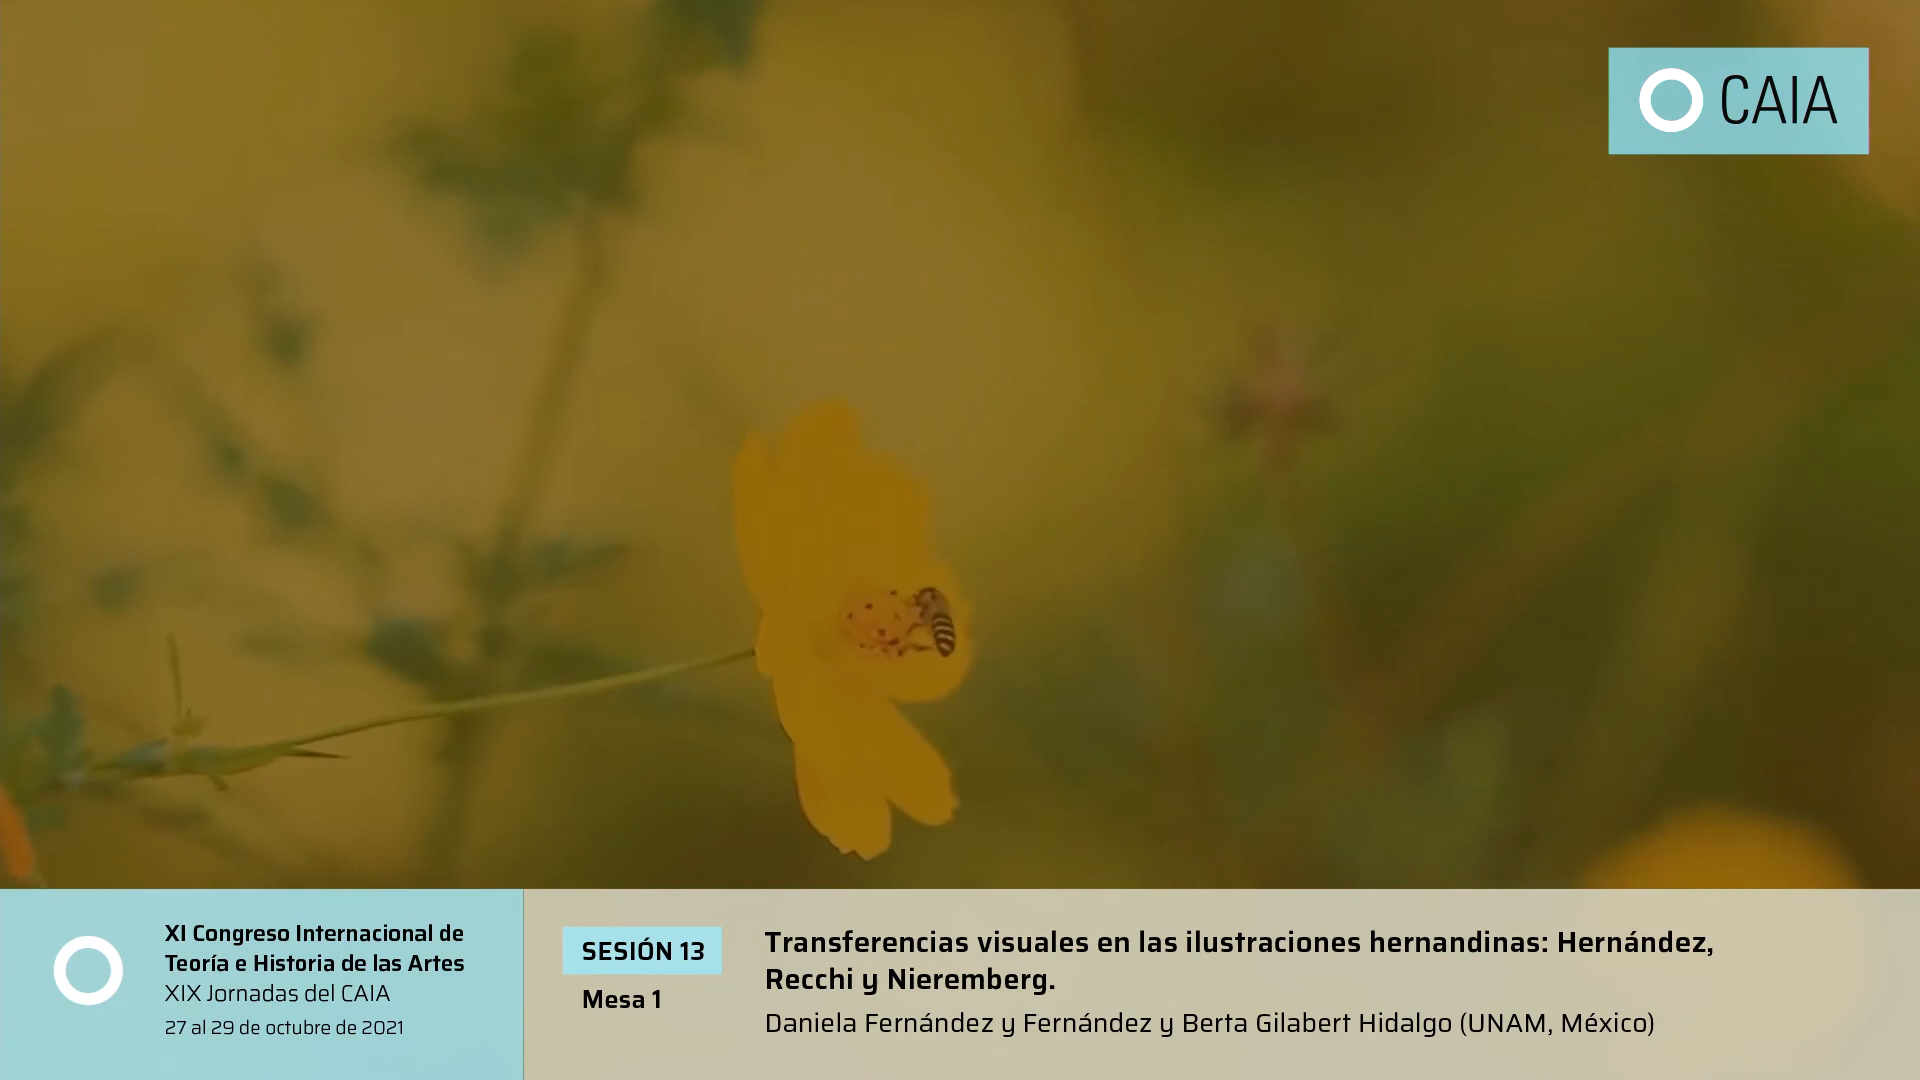 CAIA
XI Congreso Internacional de
Teoría e Historia de las Artes
XIX Jornadas del CAIA
27 al 29 de octubre de 2021
SESIÓN 13
Mesa 1
Transferencias visuales en las ilustraciones hernandinas: Hernández,
Recchi y Nieremberg.
Daniela Fernández y Fernández y Berta Gilabert Hidalgo (UNAM, México)